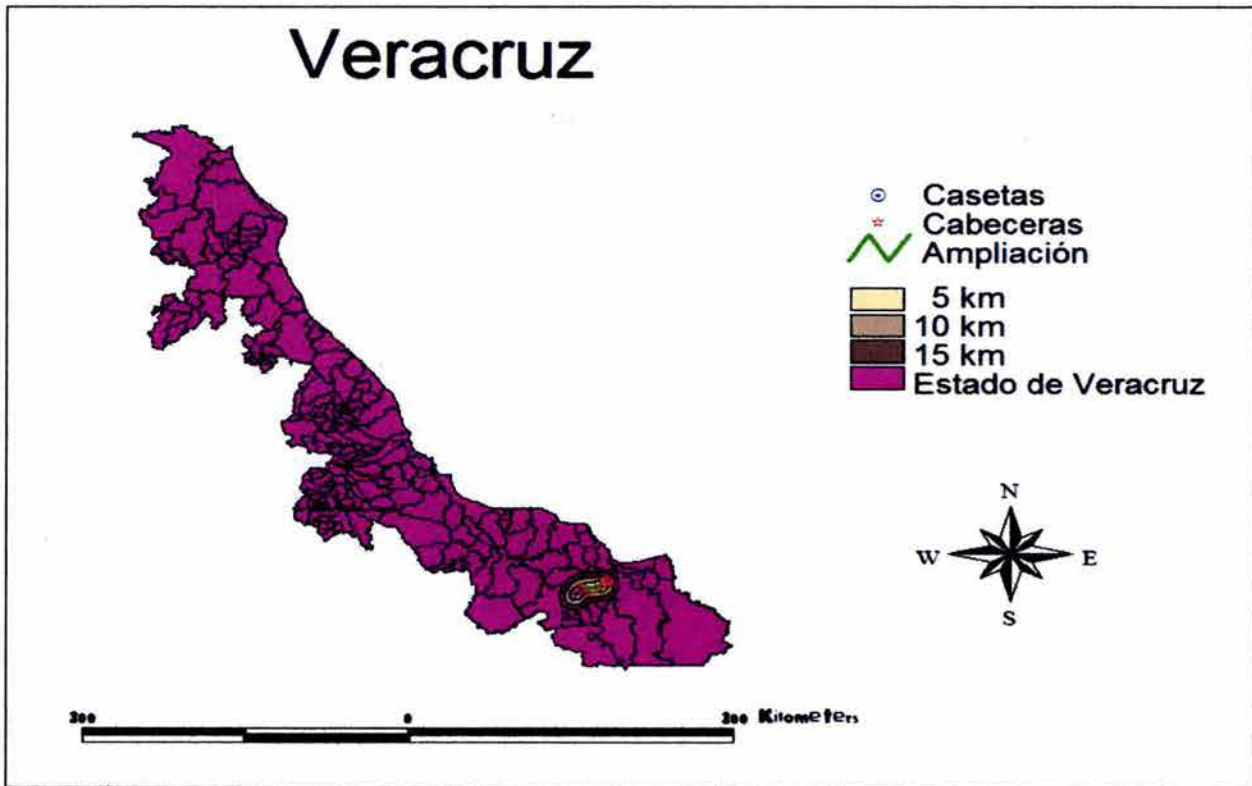 Veracruz
Casetas
Cabeceras
Ampliación
5 km
10 km
15 km
Estado de Veracruz
N
W E
S
300 0 300 Kilometers